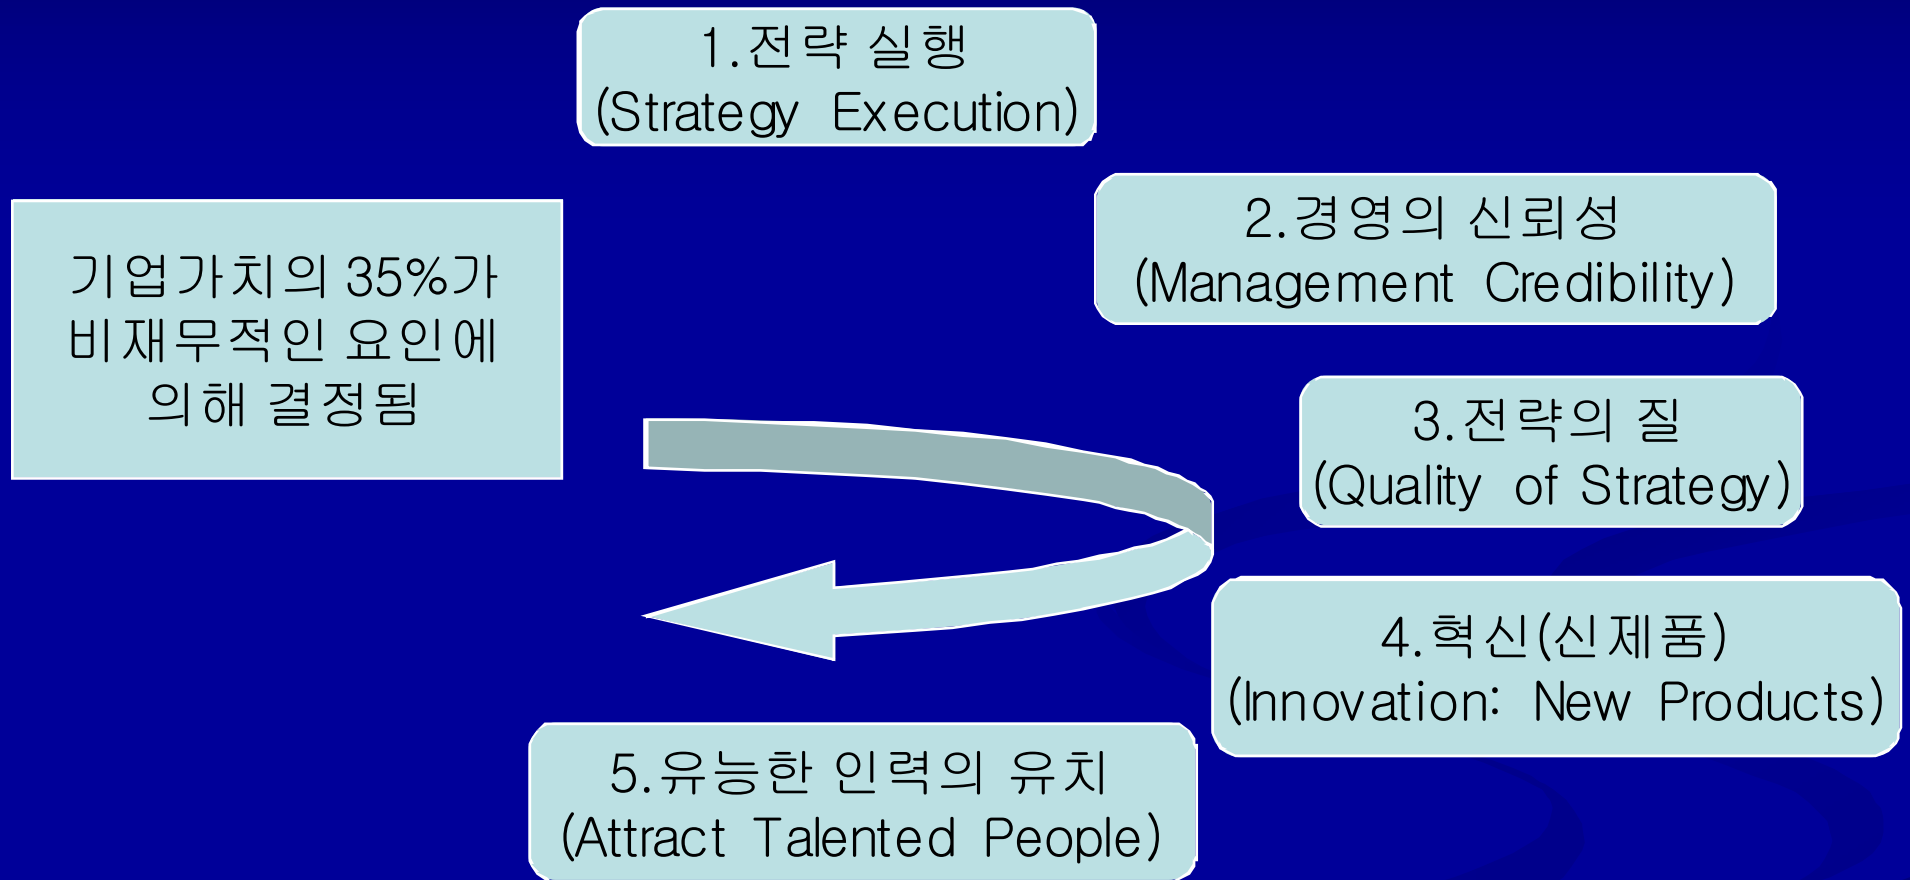 1.전략 실행
(Strategy Execution)
기업가치의 35%가
비재무적인 요인에
의해 결정됨
2.경영의 신뢰성
(Management Credibility)
3.전략의 질
(Quality of Strategy)
4.혁신(신제품)
(Innovation: New Products)
5.유능한 인력의 유치
(Attract Talented People)